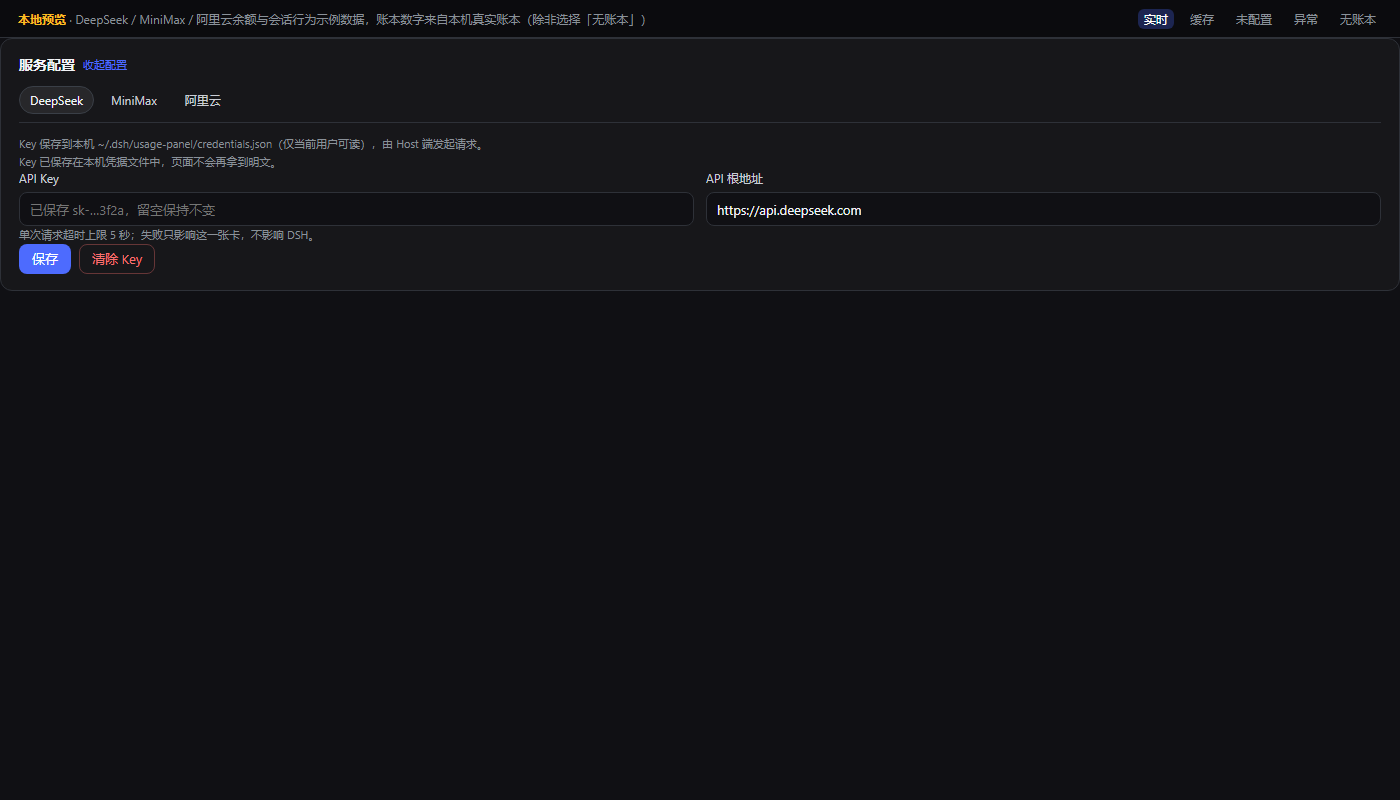 本地预览 · DeepSeek / MiniMax / 阿里云余额与会话行为示例数据，账本数字来自本机真实账本（除非选择「无账本」） 实时 缓存 未配置 异常 无账本
服务配置 收起配置
DeepSeek MiniMax 阿里云
Key 保存到本机 ~/.dsh/usage-panel/credentials.json（仅当前用户可读），由 Host 端发起请求。
Key 已保存在本机凭据文件中，页面不会再拿到明文。
API Key API 根地址
已保存 sk-…3f2a，留空保持不变 https://api.deepseek.com
单次请求超时上限 5 秒；失败只影响这一张卡，不影响 DSH。
保存 清除 Key